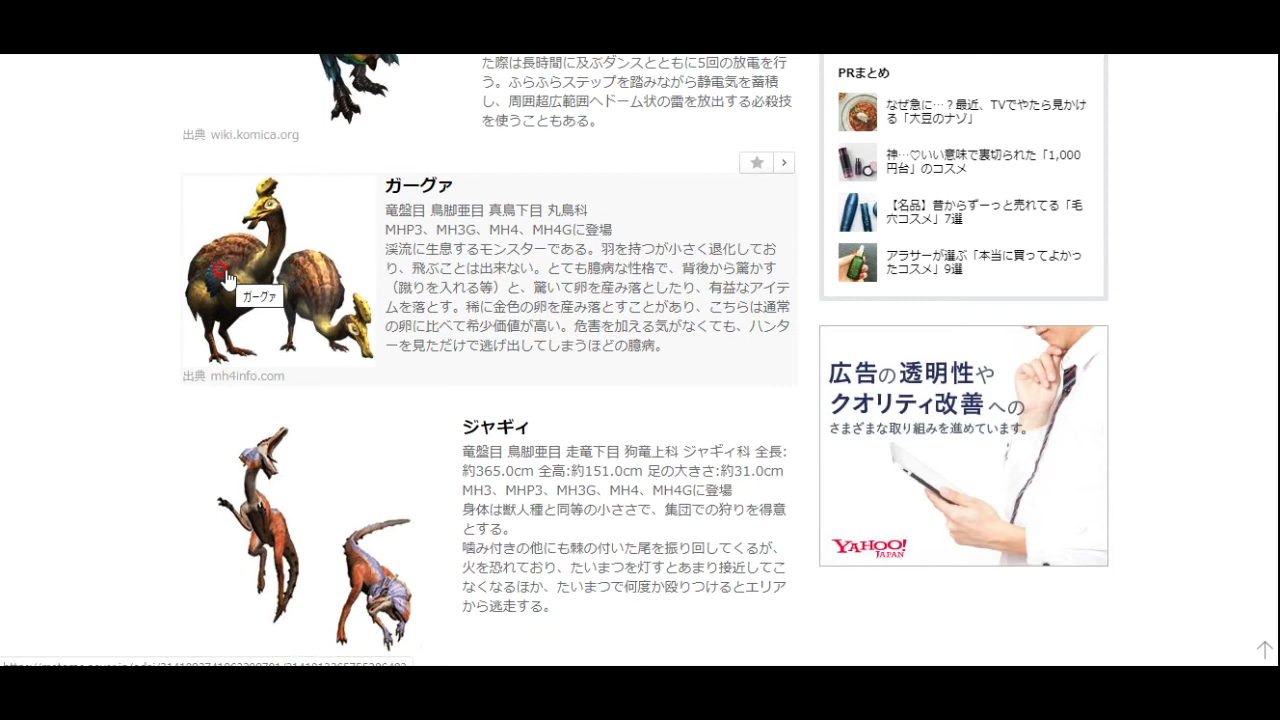 た際は長時間に及ぶダンスとともに5回の放電を行
う。ふらふらステップを踏みながら静電気を蓄積
し、周囲超広範囲へドーム状の雷を放出する必殺技
を使うこともある。
出典 wiki.komica.org
ガーグァ
竜盤目 鳥脚亜目 真鳥下目 丸鳥科
MHP3、MH3G、MH4、MH4Gに登場
渓流に生息するモンスターである。羽を持つが小さく退化してお
り、飛ぶことは出来ない。とても臆病な性格で、背後から驚かす
（蹴りを入れる等）と、驚いて卵を産み落としたり、有益なアイテ
ムを落とす。稀に金色の卵を産み落とすことがあり、こちらは通常
の卵に比べて希少価値が高い。危害を加える気がなくても、ハンタ
ーを見ただけで逃げ出してしまうほどの臆病。
ガーグァ
出典 mh4info.com
ジャギィ
竜盤目 鳥脚亜目 走竜下目 狗竜上科 ジャギィ科 全長:
約365.0cm 全高:約151.0cm 足の大きさ:約31.0cm
MH3、MHP3、MH3G、MH4、MH4Gに登場
身体は獣人種と同等の小ささで、集団での狩りを得意
とする。
噛み付きの他にも棘の付いた尾を振り回してくるが、
火を恐れており、たいまつを灯すとあまり接近してこ
なくなるほか、たいまつで何度か殴りつけるとエリア
から逃走する。
PRまとめ
なぜ急に…？最近、TVでやたら見かけ
る「大豆のナゾ」
神…♡いい意味で裏切られた「1,000
円台」のコスメ
【名品】昔からずーっと売れてる「毛
穴コスメ」7選
アラサーが選ぶ「本当に買ってよかっ
たコスメ」9選
広告の透明性や
クオリティ改善への
さまざまな取り組みを進めています。
YAHOO!
JAPAN